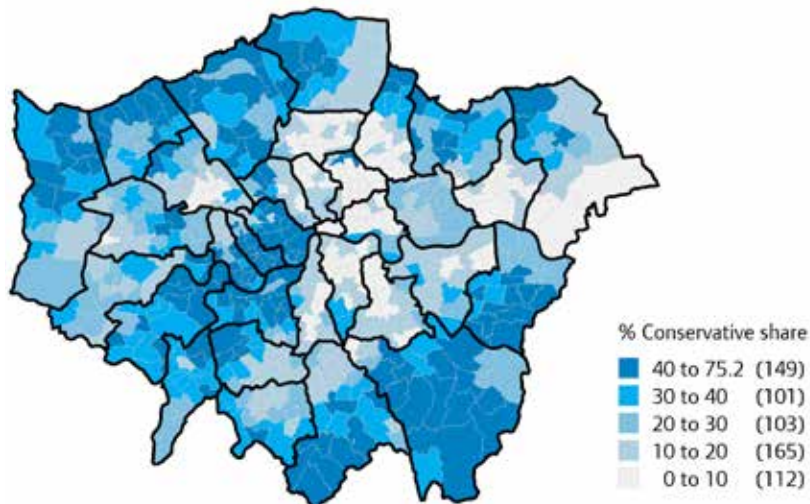 % Conservative share
40 to 75.2 (149)
30 to 40 (101)
20 to 30 (103)
10 to 20 (165)
0 to 10 (112)